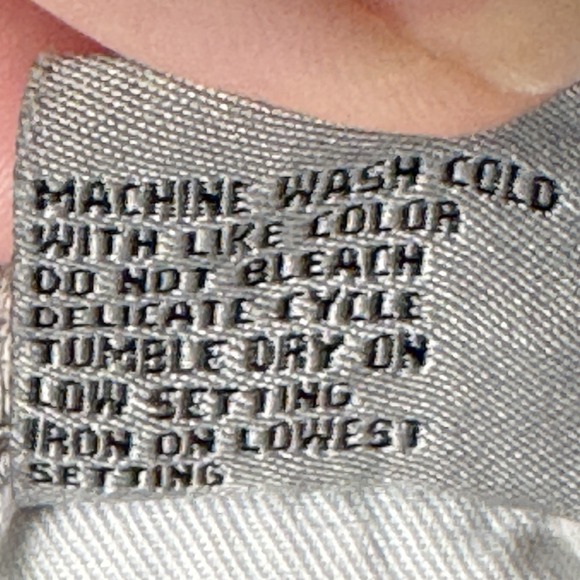 MACHINE WASH COLD
WITH LIKE COLOR
DO NOT BLEACH
DELICATE CYCLE
TUMBLE DRY ON
LOW SETTING
IRON ON LOWEST
SETTING